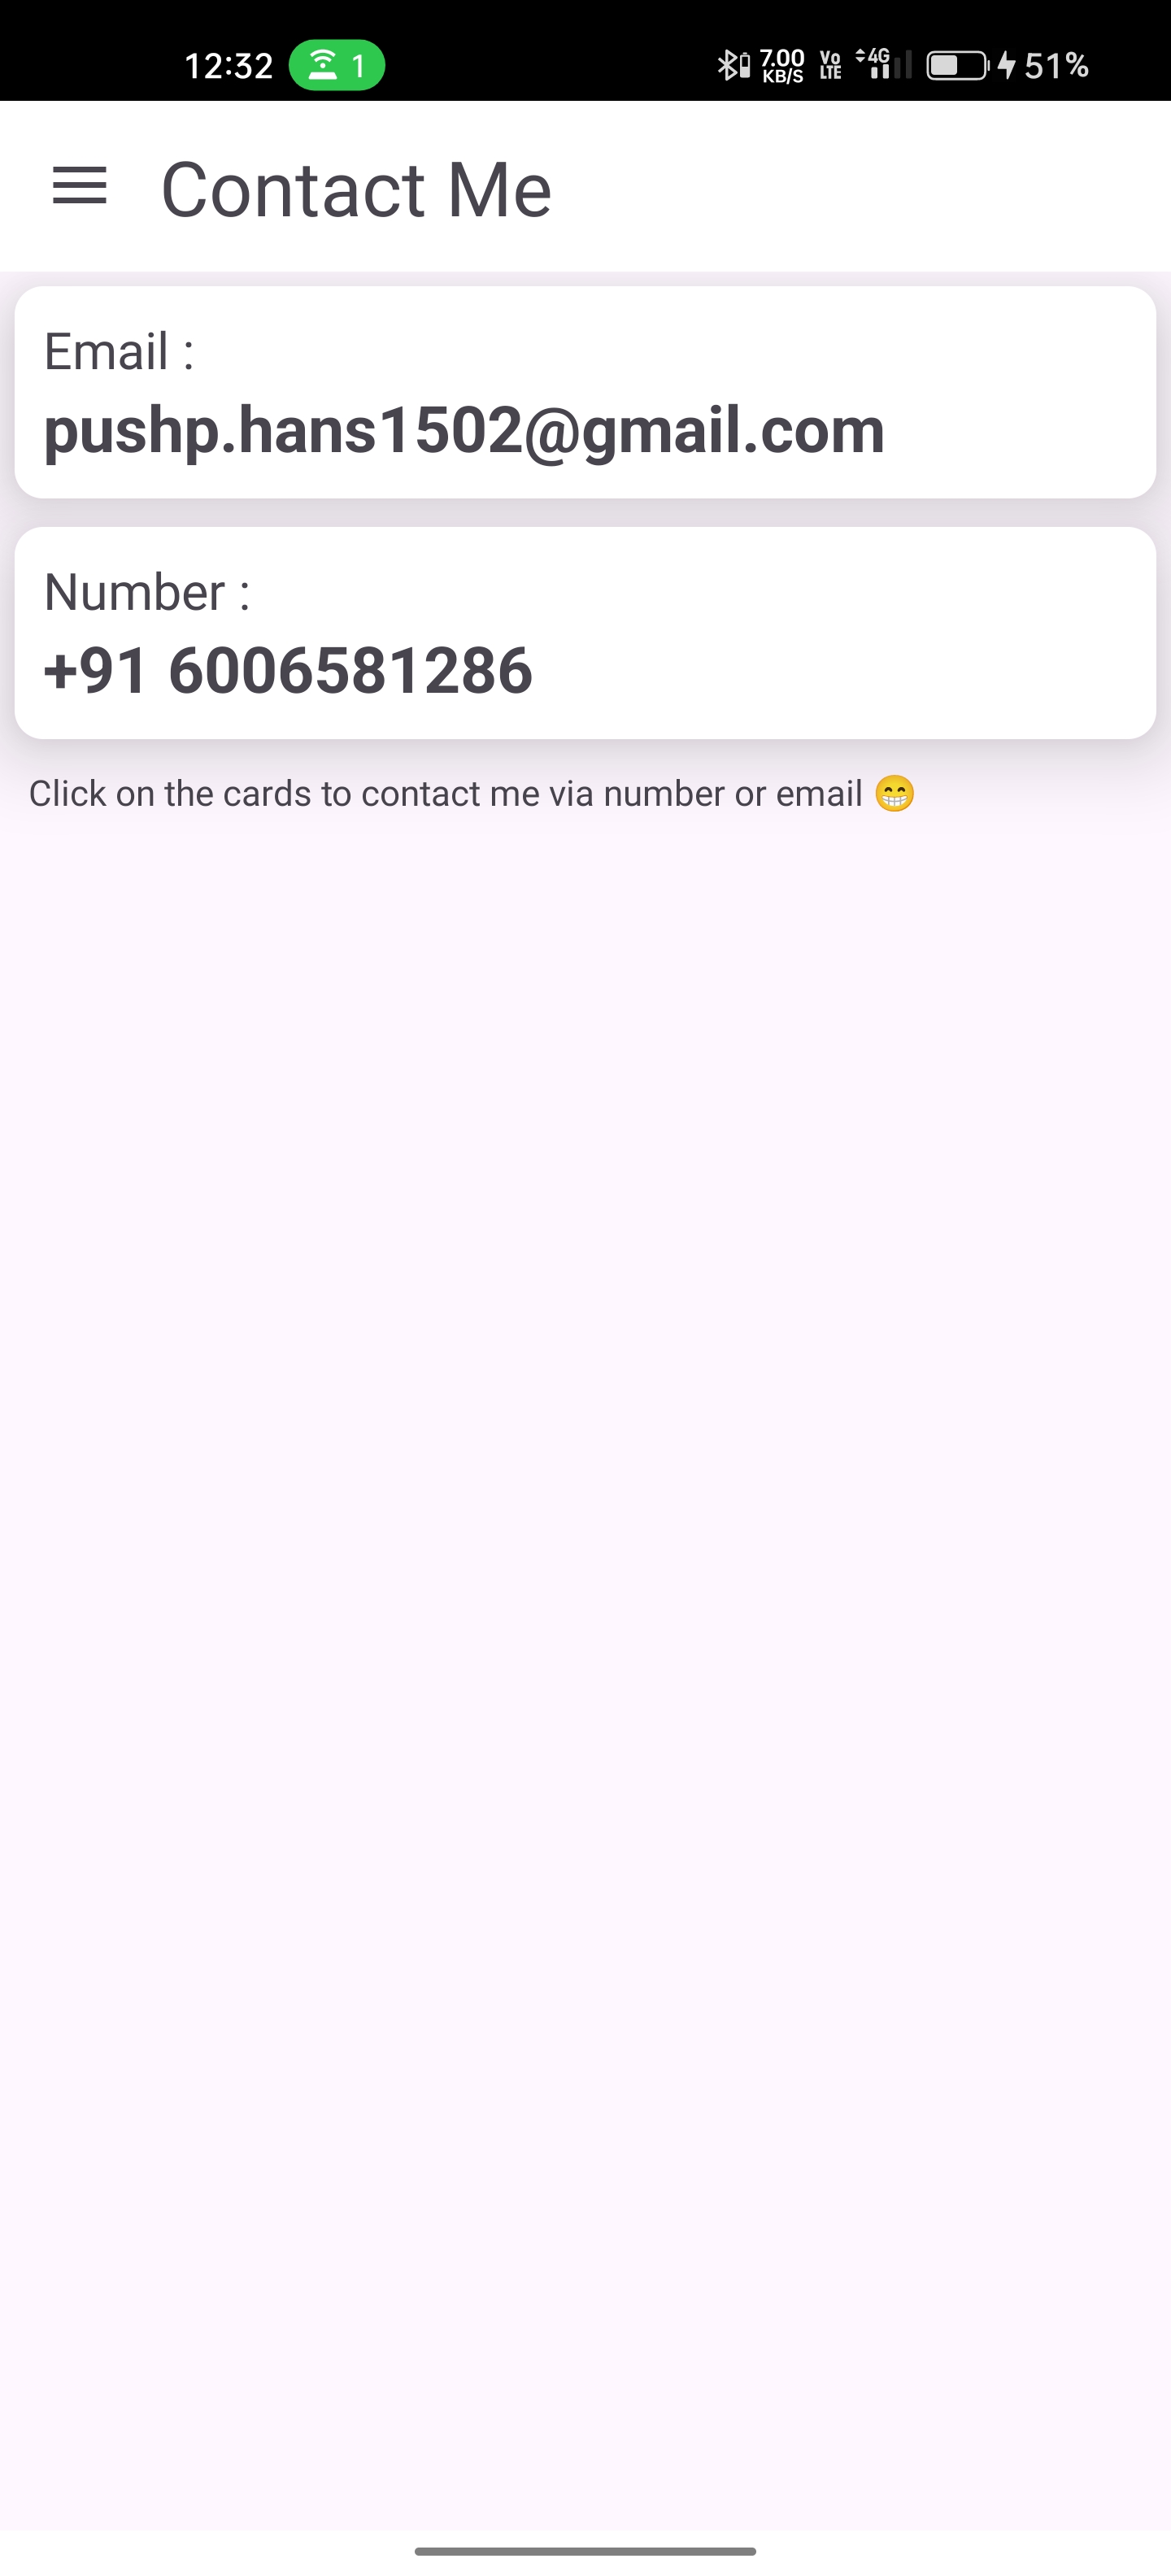 12:32 1 7.00 KB/S Vo LTE 4G 51%
Contact Me
Email :
pushp.hans1502@gmail.com
Number :
+91 6006581286
Click on the cards to contact me via number or email 😁